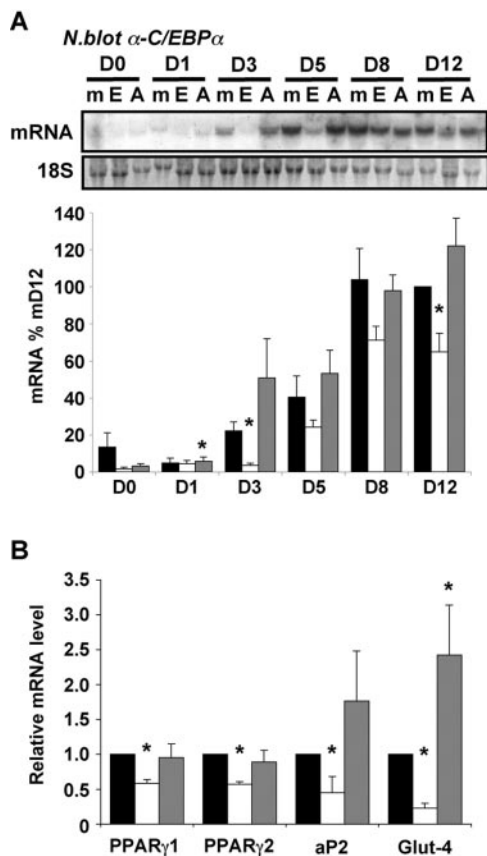 A
N.blot α-C/EBPα
D0 D1 D3 D5 D8 D12
m E A m E A m E A m E A m E A m E A
mRNA
18S
mRNA % mD12
140
120
100
80
60
40
20
0
* * *
D0 D1 D3 D5 D8 D12
B
Relative mRNA level
3.5
3.0
2.5
2.0
1.5
1.0
0.5
0
* * * * *
PPARγ1 PPARγ2 aP2 Glut-4